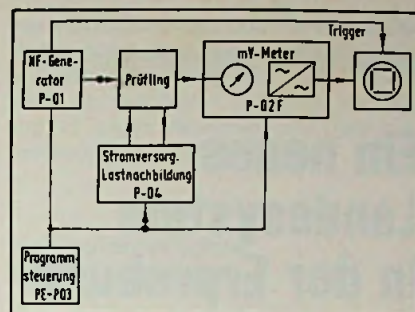 Trigger
NF-Gene-
rator
P-01
Prüfling
mV-Meter
P-02F
Stromversorg.
Lastnachbildung
P-04
Programm-
steuerung
PE-P03